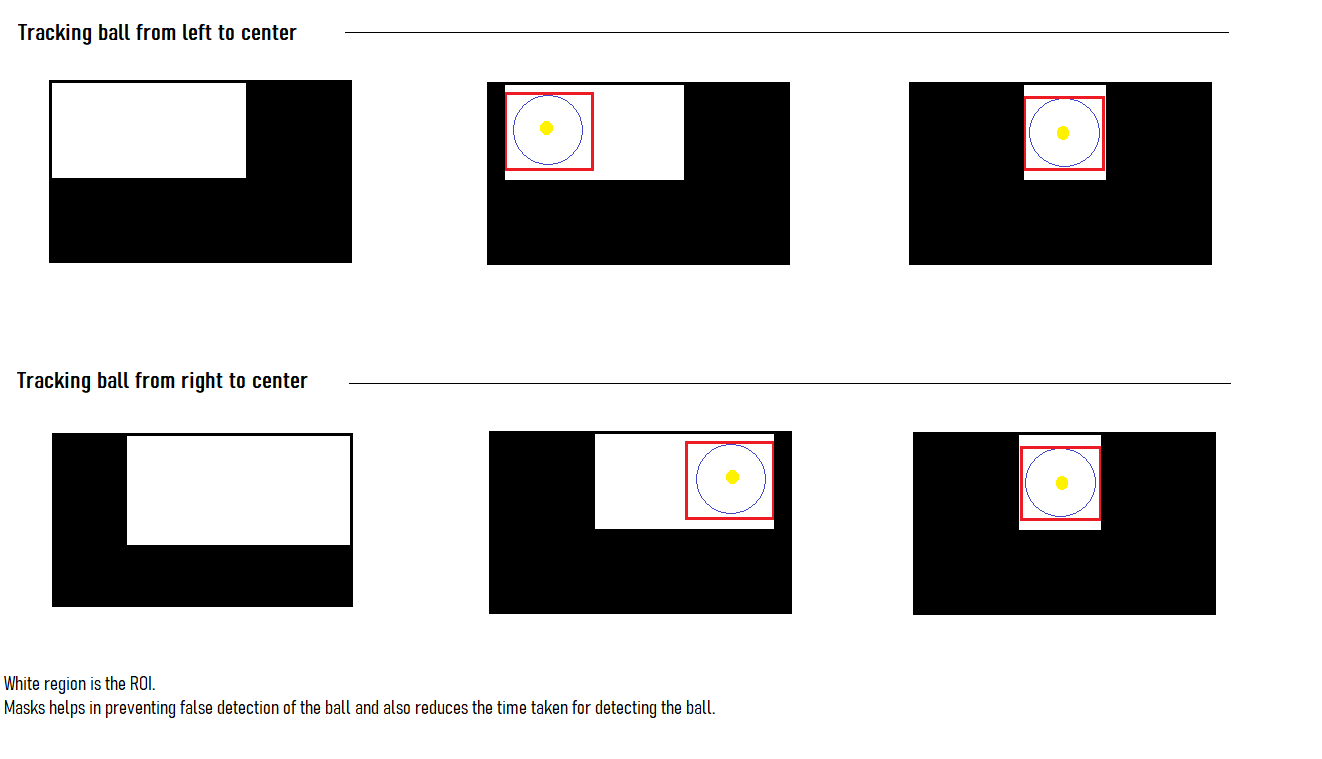 Tracking ball from left to center
Tracking ball from right to center
White region is the ROI.
Masks helps in preventing false detection of the ball and also reduces the time taken for detecting the ball.